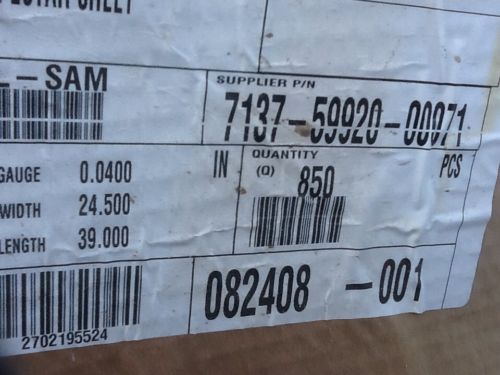 SHEET
-SAM
SUPPLIER P/N
7137-59920-00071
GAUGE 0.0400 IN
WIDTH 24.500
LENGTH 39.000
QUANTITY
(Q) 850 PCS
082408 -001
2702195524